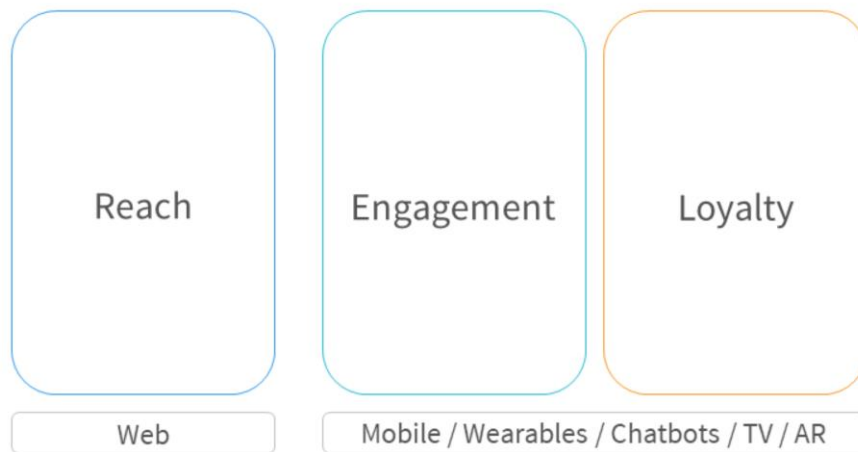 Reach
Engagement
Loyalty
Web
Mobile / Wearables / Chatbots / TV / AR